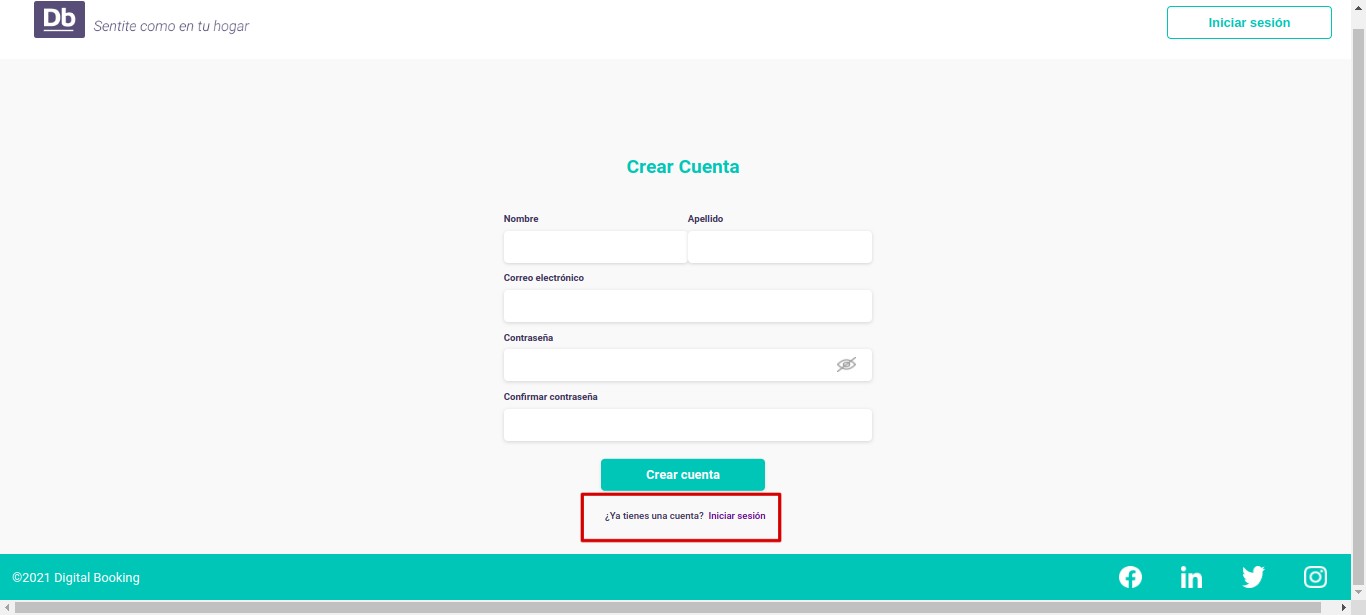 Db
Sentite como en tu hogar
Iniciar sesión
Crear Cuenta
Nombre
Apellido
Correo electrónico
Contraseña
Confirmar contraseña
Crear cuenta
¿Ya tienes una cuenta? Iniciar sesión
©2021 Digital Booking